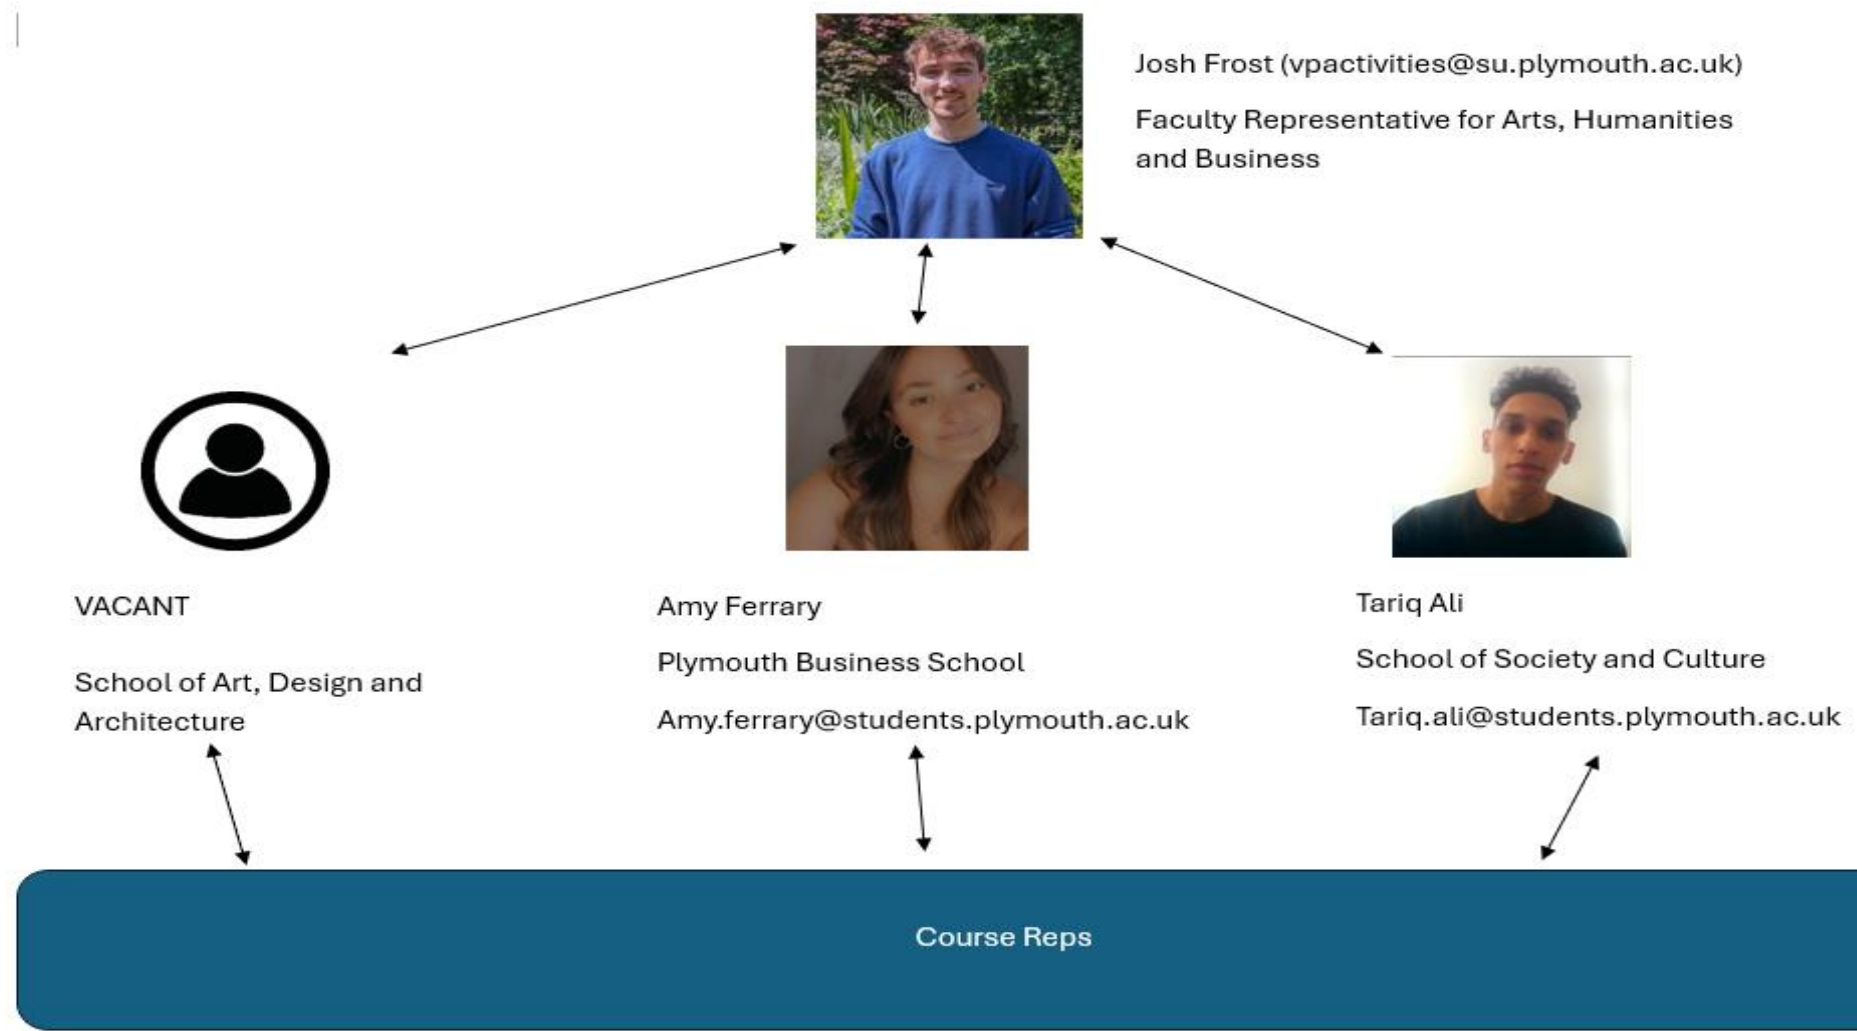 Josh Frost (vpactivities@su.plymouth.ac.uk)
Faculty Representative for Arts, Humanities
and Business
VACANT
School of Art, Design and
Architecture
Amy Ferrary
Plymouth Business School
Amy.ferrary@students.plymouth.ac.uk
Tariq Ali
School of Society and Culture
Tariq.ali@students.plymouth.ac.uk
Course Reps